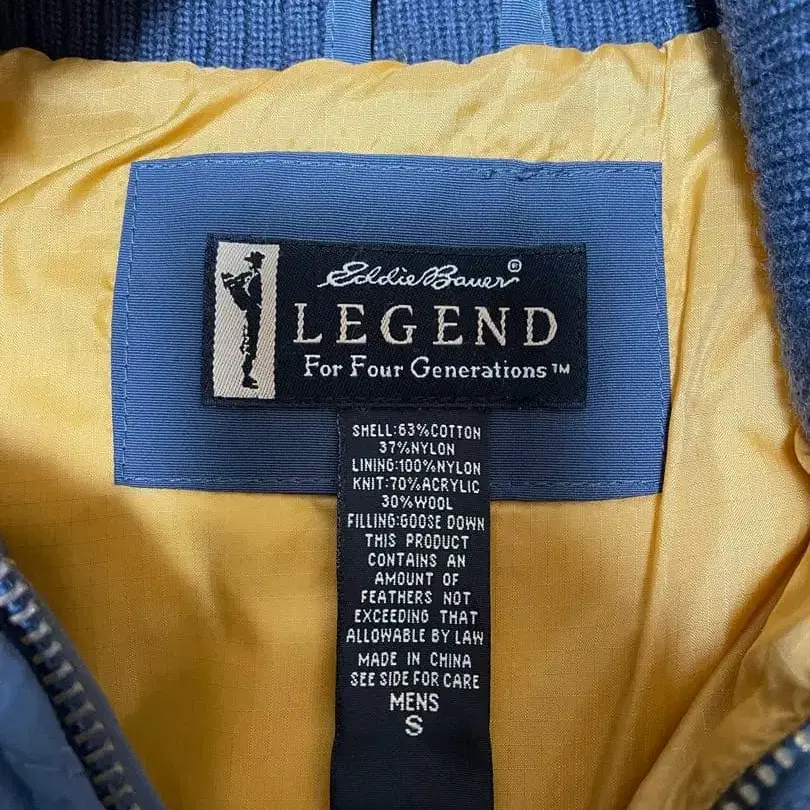 Eddie Bauer®
LEGEND
For Four Generations™
SHELL:63%COTTON
37%NYLON
LINING:100%NYLON
KNIT:70%ACRYLIC
30%WOOL
FILLING:GOOSE DOWN
THIS PRODUCT
CONTAINS AN
AMOUNT OF
FEATHERS NOT
EXCEEDING THAT
ALLOWABLE BY LAW
MADE IN CHINA
SEE SIDE FOR CARE
MENS
S